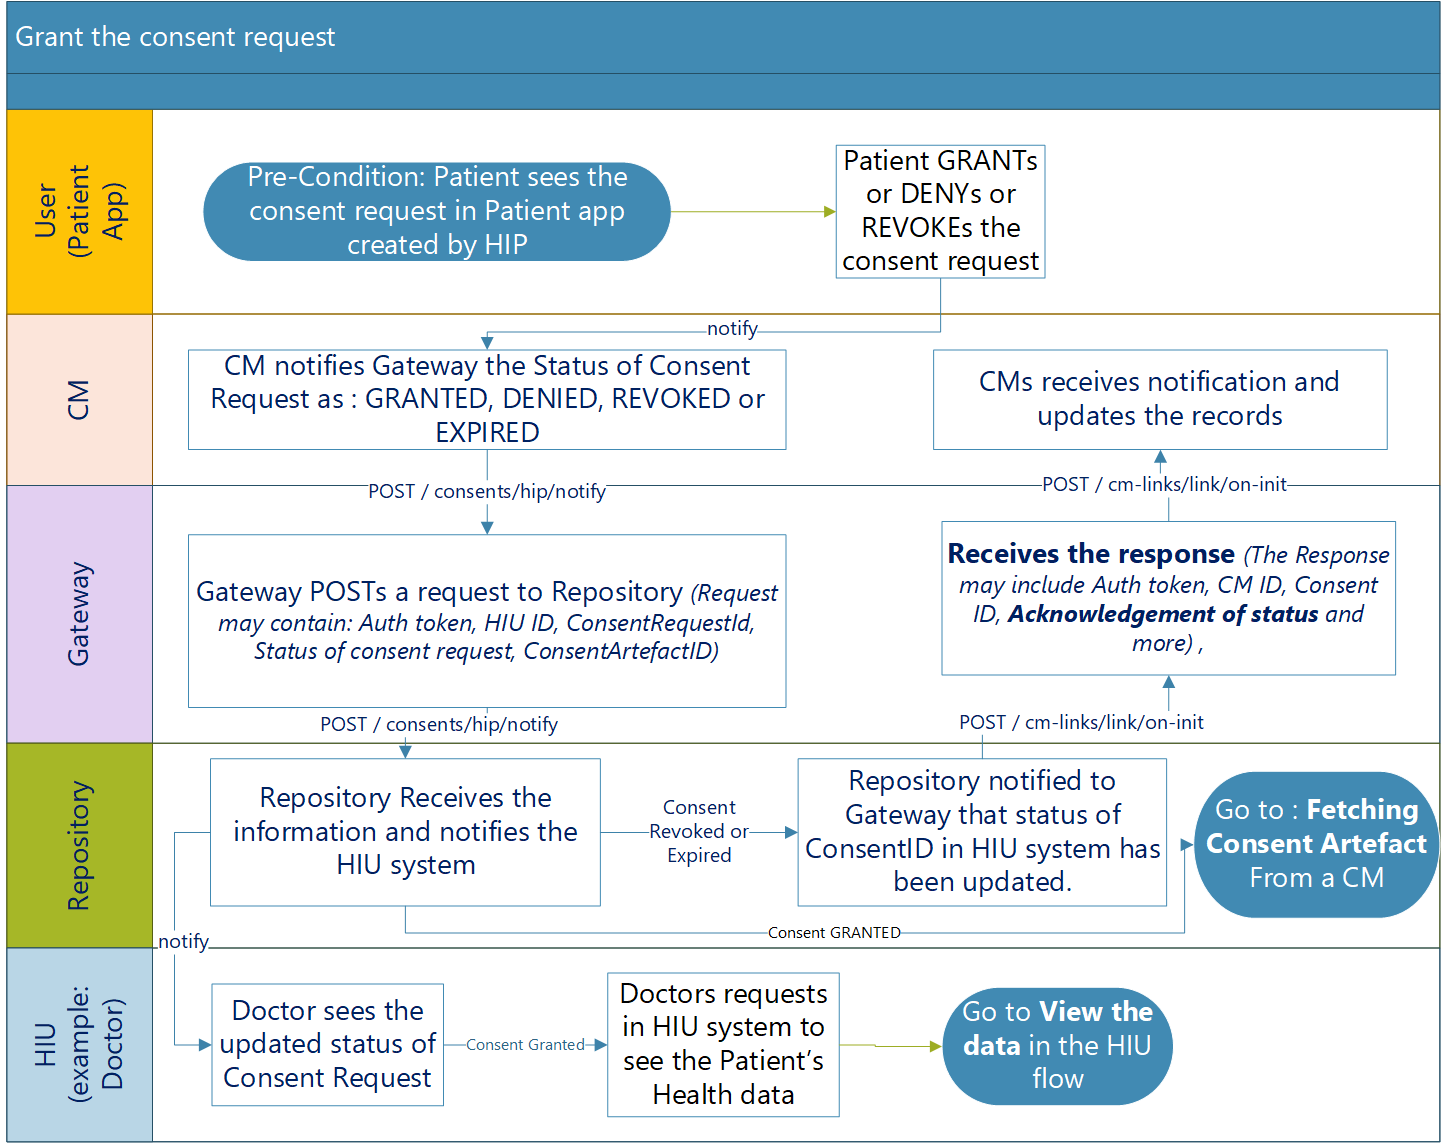 Grant the consent request
User
(Patient
App)
Pre-Condition: Patient sees the
consent request in Patient app
created by HIP
Patient GRANTs
or DENYs or
REVOKEs the
consent request
notify
CM
CM notifies Gateway the Status of Consent
Request as : GRANTED, DENIED, REVOKED or
EXPIRED
CMs receives notification and
updates the records
POST / consents/hip/notify
POST / cm-links/link/on-init
Gateway
Gateway POSTs a request to Repository (Request
may contain: Auth token, HIU ID, ConsentRequestId,
Status of consent request, ConsentArtefactID)
Receives the response (The Response
may include Auth token, CM ID, Consent
ID, Acknowledgement of status and
more) ,
POST / consents/hip/notify
POST / cm-links/link/on-init
Repository
Repository Receives the
information and notifies the
HIU system
Consent
Revoked or
Expired
Repository notified to
Gateway that status of
ConsentID in HIU system has
been updated.
Go to : Fetching
Consent Artefact
From a CM
Consent GRANTED
notify
HIU
(example:
Doctor)
Doctor sees the
updated status of
Consent Request
Consent Granted
Doctors requests
in HIU system to
see the Patient’s
Health data
Go to View the
data in the HIU
flow